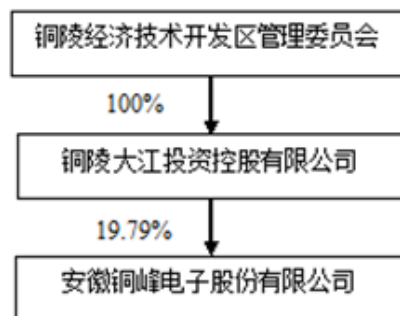 铜陵经济技术开发区管理委员会
100%
铜陵大江投资控股有限公司
19.79%
安徽铜峰电子股份有限公司